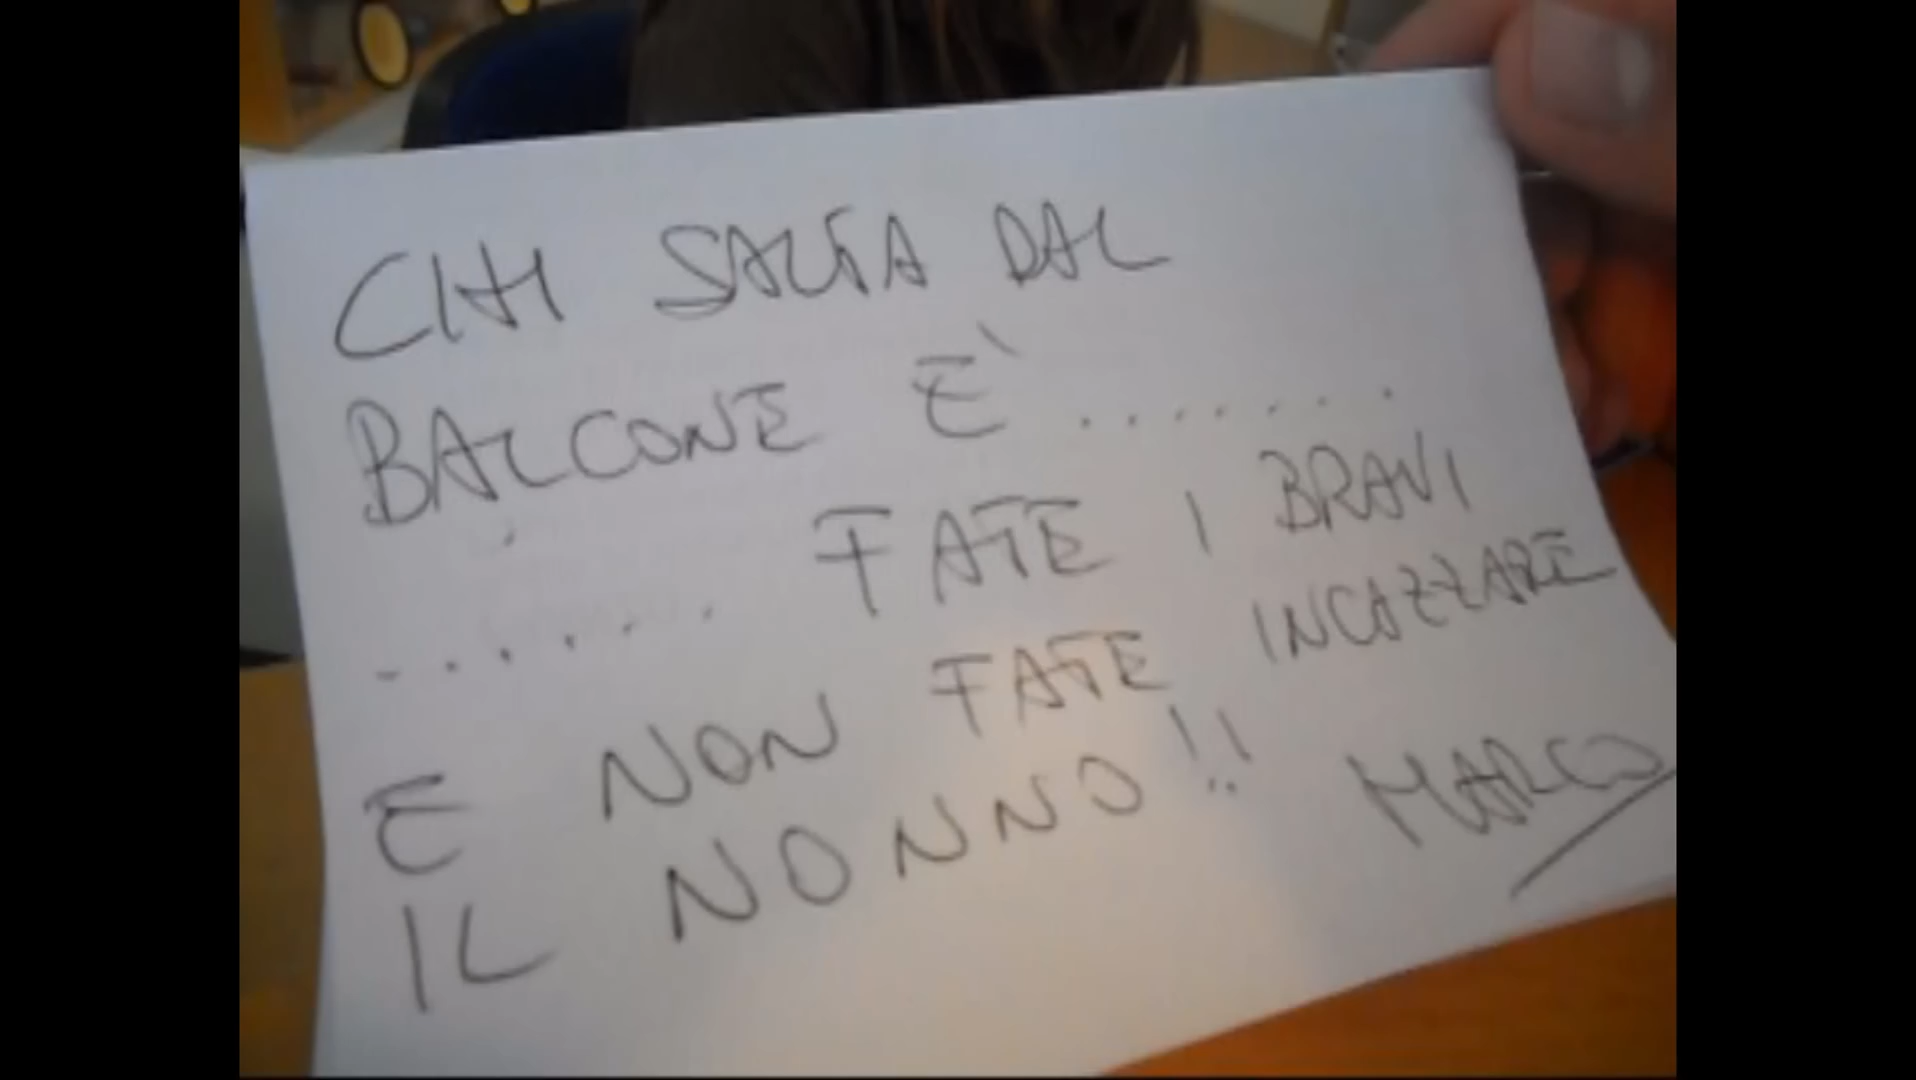 CHI SALTA DAL
BALCONE È .......
...... FATE I BRAVI
E NON FATE INCAZZARE
IL NONNO!! MARCO